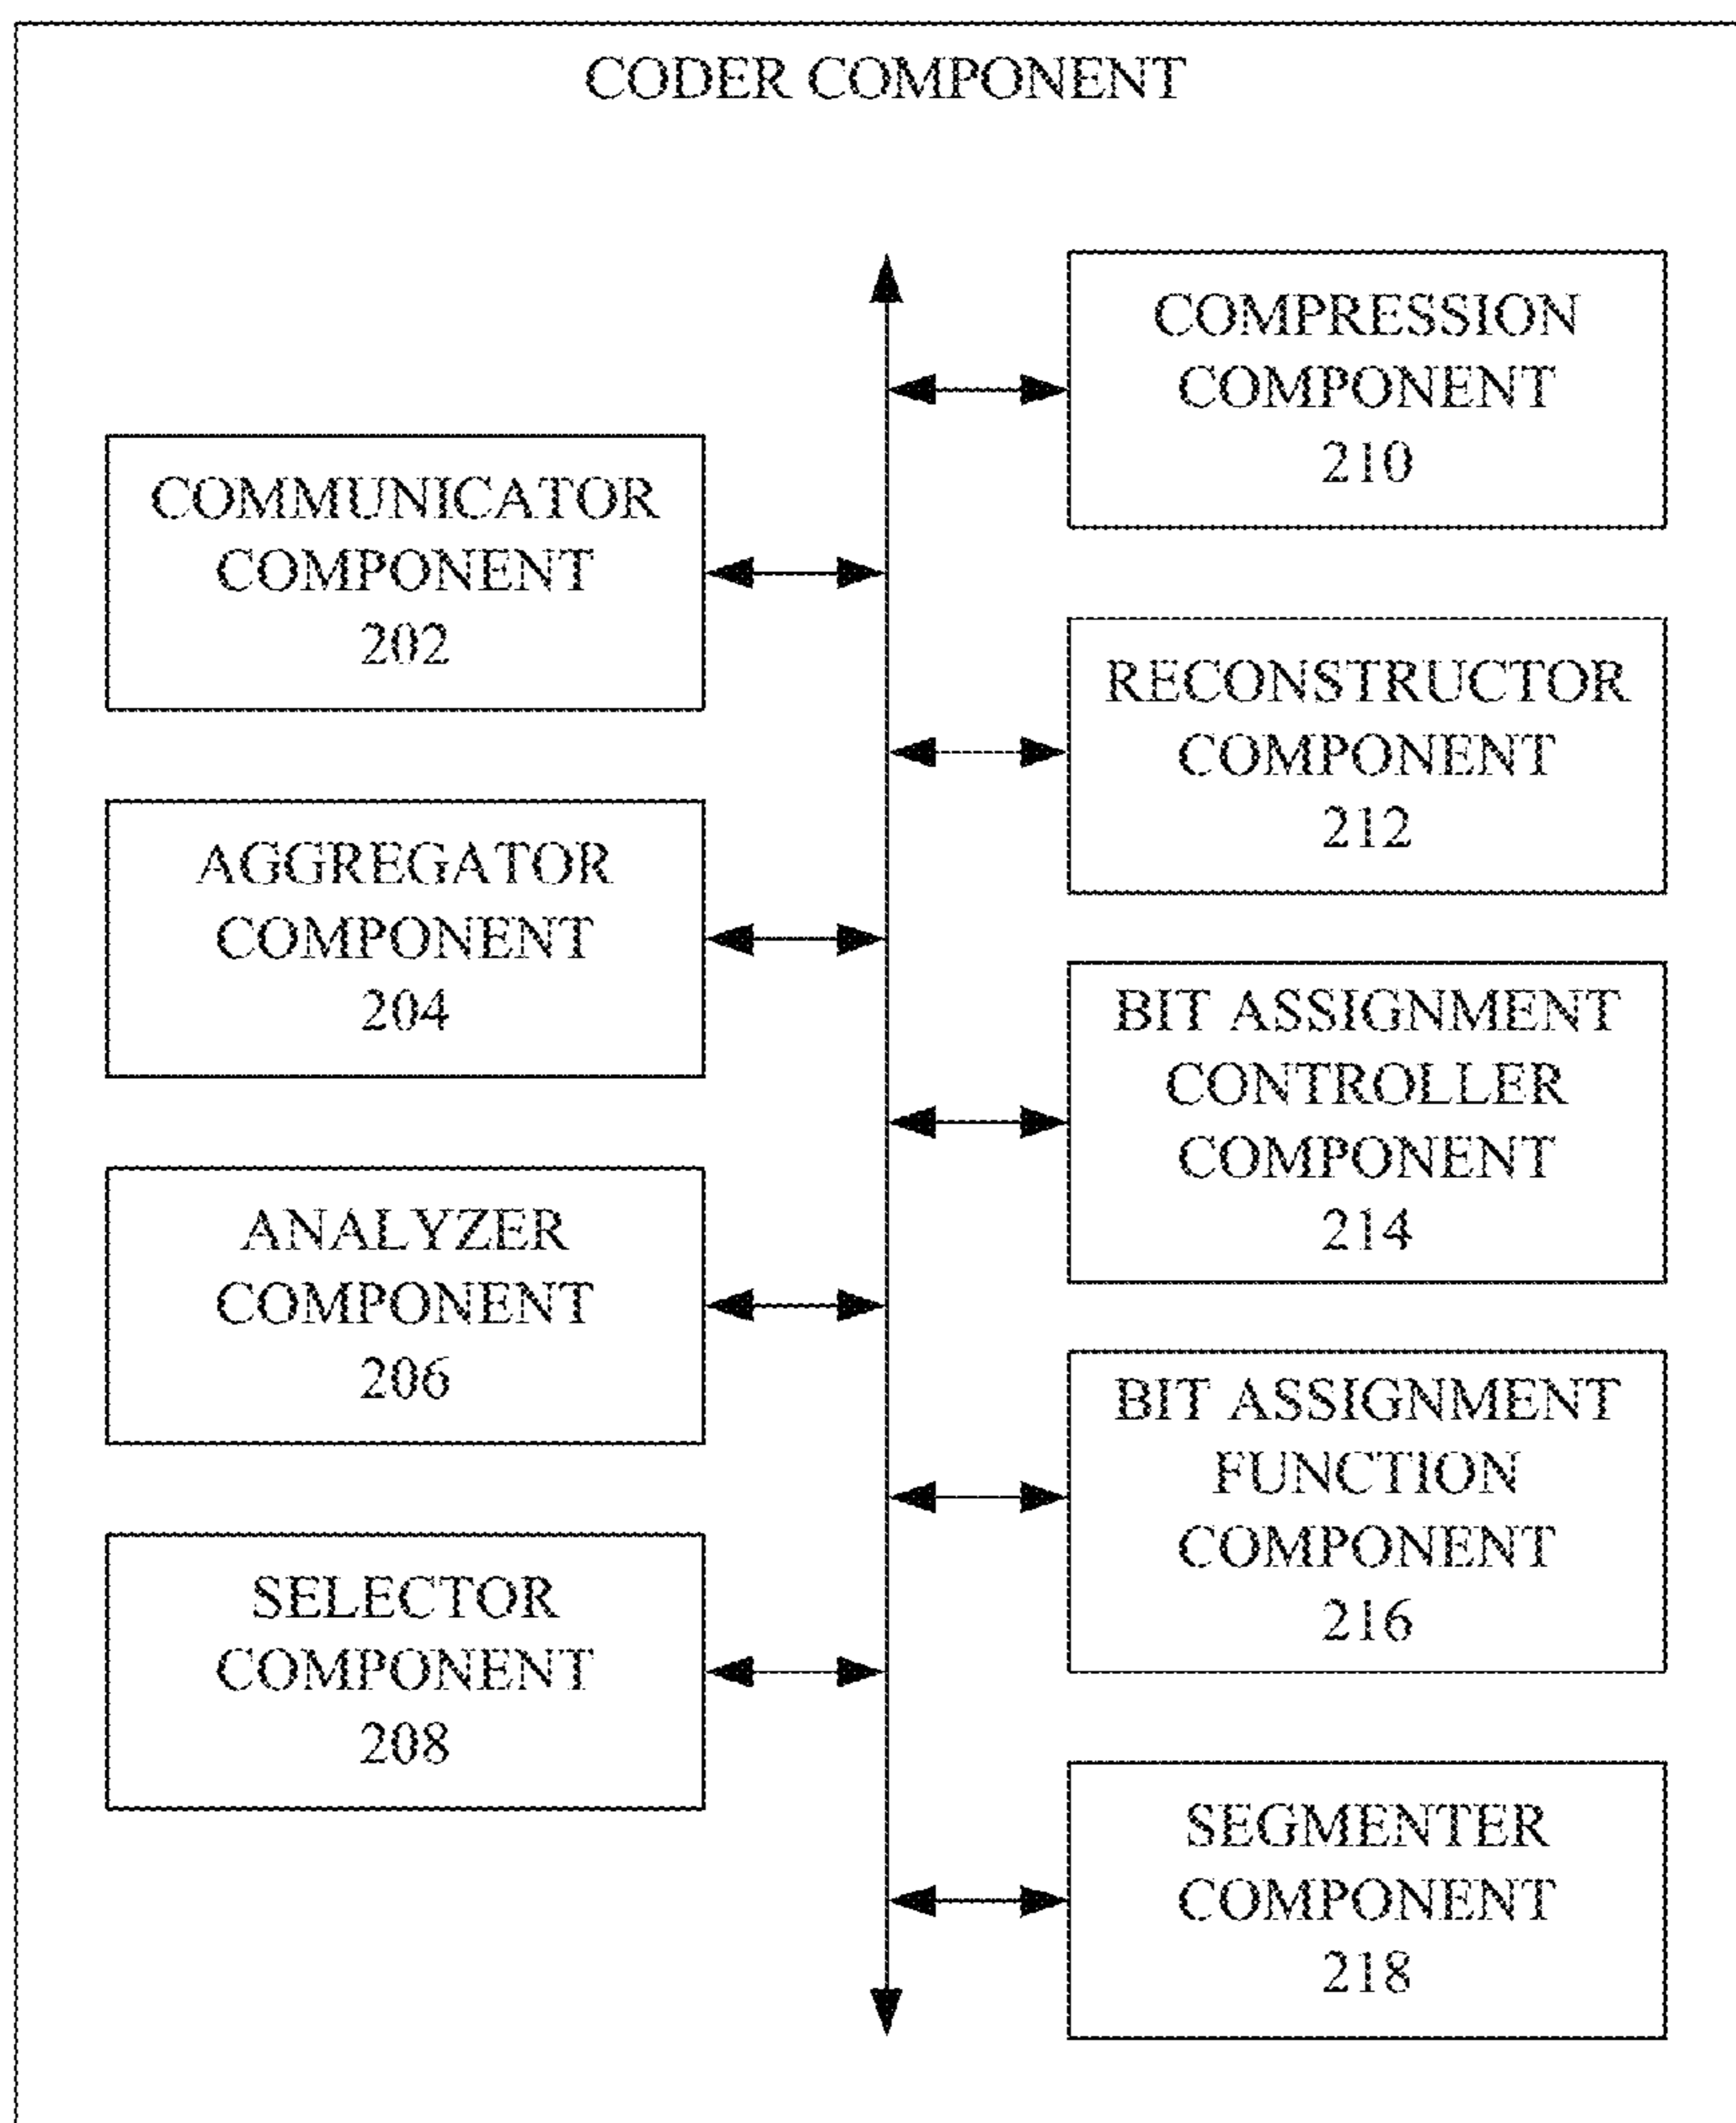 CODER COMPONENT
COMMUNICATOR
COMPONENT
202
AGGREGATOR
COMPONENT
204
ANALYZER
COMPONENT
206
SELECTOR
COMPONENT
208
COMPRESSION
COMPONENT
210
RECONSTRUCTOR
COMPONENT
212
BIT ASSIGNMENT
CONTROLLER
COMPONENT
214
BIT ASSIGNMENT
FUNCTION
COMPONENT
216
SEGMENTER
COMPONENT
218